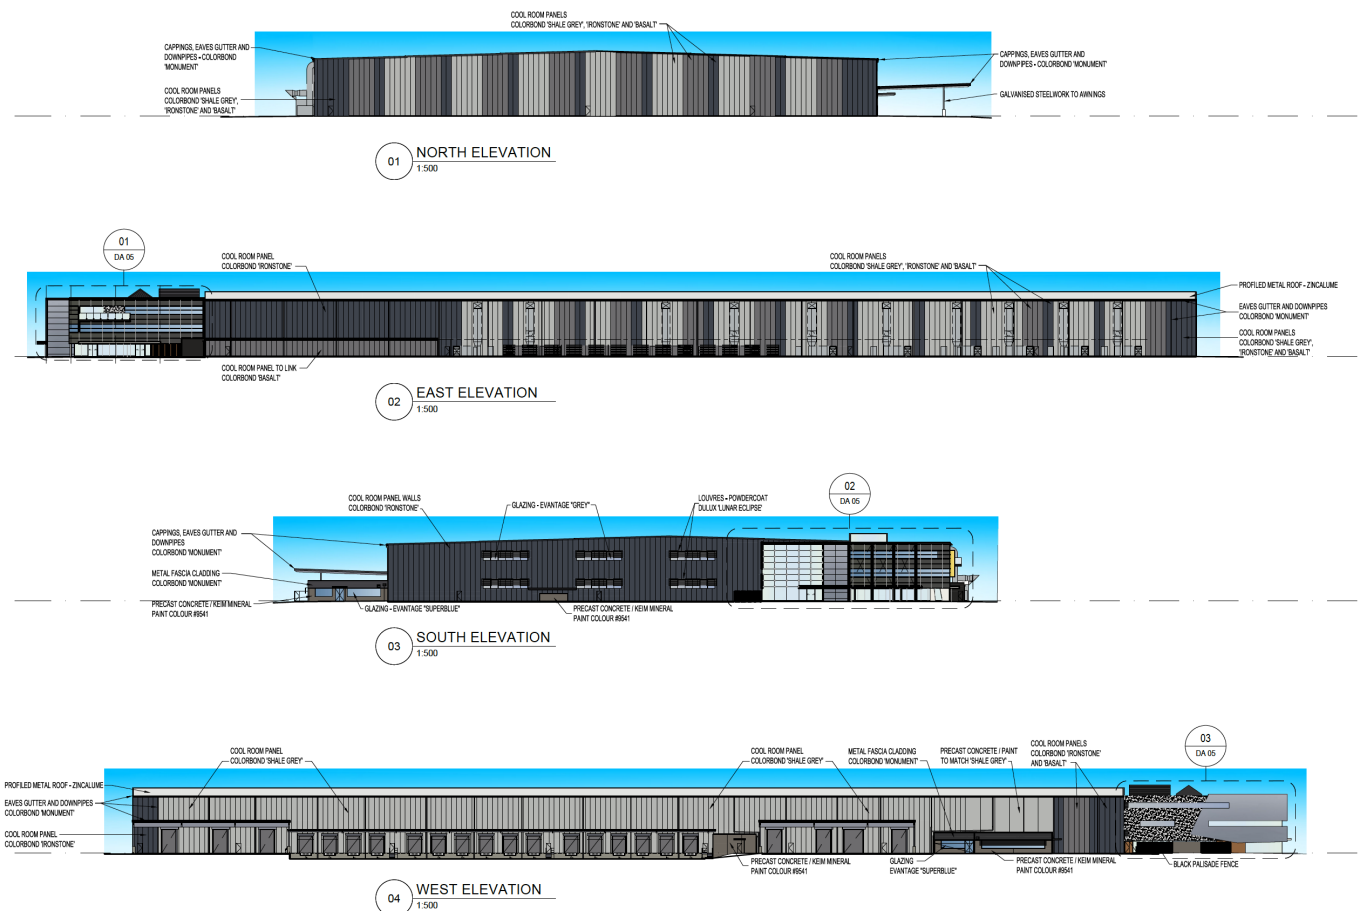 COOL ROOM PANELS
COLORBOND 'SHALE GREY', 'IRONSTONE' AND 'BASALT'
CAPPINGS, EAVES GUTTER AND
DOWNPIPES - COLORBOND
'MONUMENT'
COOL ROOM PANELS
COLORBOND 'SHALE GREY',
'IRONSTONE' AND 'BASALT'
CAPPINGS, EAVES GUTTER AND
DOWNPIPES - COLORBOND 'MONUMENT'
GALVANISED STEELWORK TO AWNINGS
01
NORTH ELEVATION
1:500
01
DA 05
COOL ROOM PANEL
COLORBOND 'IRONSTONE'
COOL ROOM PANELS
COLORBOND 'SHALE GREY', 'IRONSTONE' AND 'BASALT'
PROFILED METAL ROOF - ZINCALUME
EAVES GUTTER AND DOWNPIPES
COLORBOND 'MONUMENT'
COOL ROOM PANELS
COLORBOND 'SHALE GREY',
'IRONSTONE' AND 'BASALT'
COOL ROOM PANEL TO LINK
COLORBOND 'BASALT'
02
EAST ELEVATION
1:500
02
DA 05
COOL ROOM PANEL WALLS
COLORBOND 'IRONSTONE'
GLAZING - EVANTAGE "GREY"
LOUVRES - POWDERCOAT
DULUX 'LUNAR ECLIPSE'
CAPPINGS, EAVES GUTTER AND
DOWNPIPES
COLORBOND 'MONUMENT'
METAL FASCIA CLADDING
COLORBOND 'MONUMENT'
PRECAST CONCRETE / KEIM MINERAL
PAINT COLOUR #9541
GLAZING - EVANTAGE "SUPERBLUE"
PRECAST CONCRETE / KEIM MINERAL
PAINT COLOUR #9541
03
SOUTH ELEVATION
1:500
03
DA 05
COOL ROOM PANEL
COLORBOND 'SHALE GREY'
COOL ROOM PANEL
COLORBOND 'SHALE GREY'
METAL FASCIA CLADDING
COLORBOND 'MONUMENT'
PRECAST CONCRETE / PAINT
TO MATCH 'SHALE GREY'
COOL ROOM PANELS
COLORBOND 'IRONSTONE'
AND 'BASALT'
PROFILED METAL ROOF - ZINCALUME
EAVES GUTTER AND DOWNPIPES
COLORBOND 'MONUMENT'
COOL ROOM PANEL
COLORBOND 'IRONSTONE'
PRECAST CONCRETE / KEIM MINERAL
PAINT COLOUR #9541
GLAZING
EVANTAGE "SUPERBLUE"
PRECAST CONCRETE / KEIM MINERAL
PAINT COLOUR #9541
BLACK PALISADE FENCE
04
WEST ELEVATION
1:500